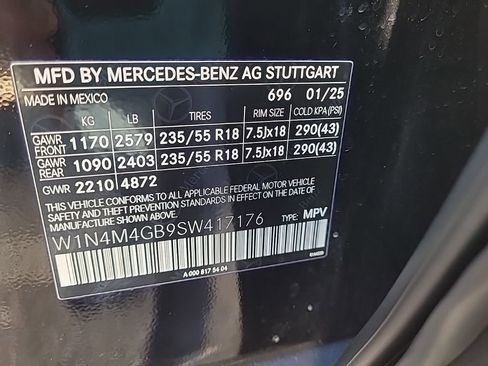 MFD BY MERCEDES-BENZ AG STUTTGART
MADE IN MEXICO 696 01/25
KG LB TIRES RIM SIZE COLD KPA (PSI)
GAWR FRONT 1170 2579 235/55 R18 7.5Jx18 290(43)
GAWR REAR 1090 2403 235/55 R18 7.5Jx18 290(43)
GVWR 2210 4872
THIS VEHICLE CONFORMS TO ALL APPLICABLE FEDERAL MOTOR VEHICLE
SAFETY, BUMPER, AND THEFT PREVENTION STANDARDS IN
EFFECT ON THE DATE OF MANUFACTURE SHOWN ABOVE.
W1N4M4GB9SW417176 TYPE: MPV
A 000 817 54 04